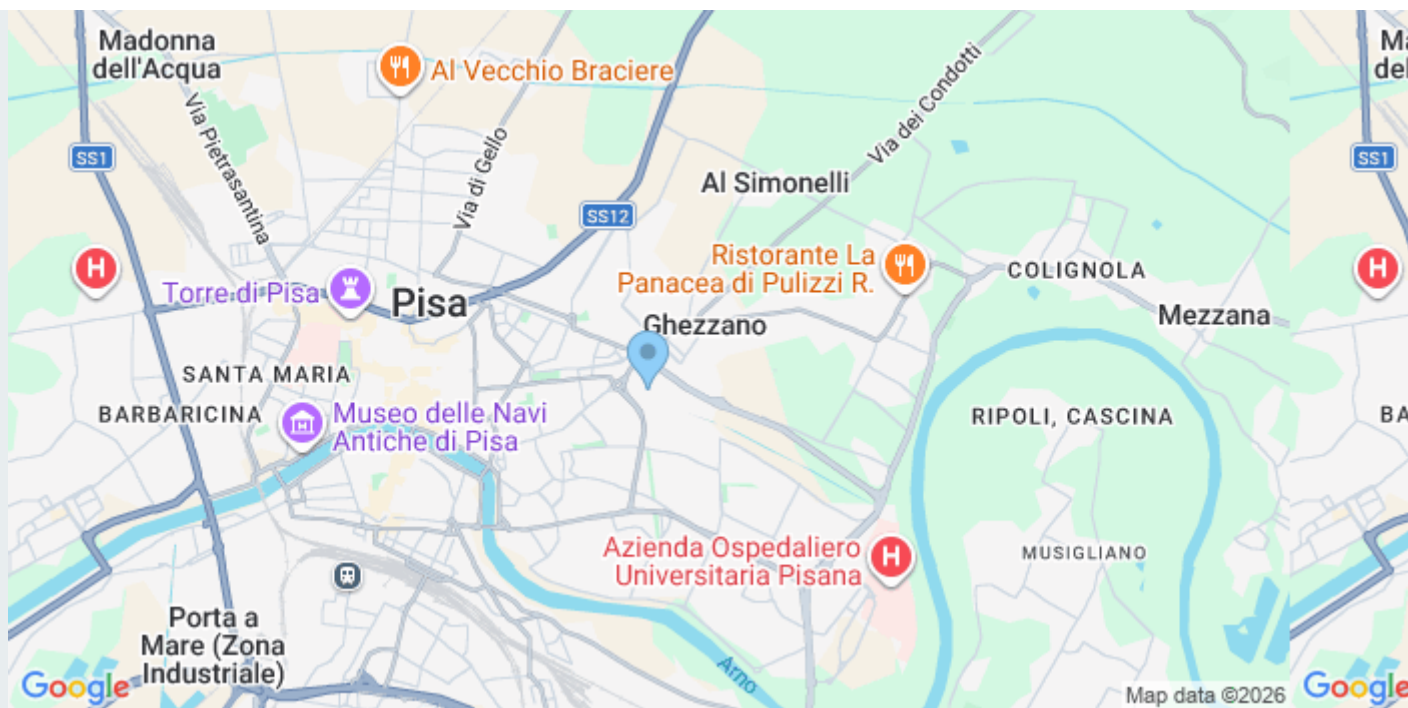 Madonna
dell'Acqua
Al Vecchio Braciere
Via Pietrasantina
Via di Gello
Via dei Condotti
SS1
SS12
Al Simonelli
H
Ristorante La
Panacea di Pulizzi R.
COLIGNOLA
Torre di Pisa
Pisa
Ghezzano
Mezzana
SANTA MARIA
BARBARICINA
Museo delle Navi
Antiche di Pisa
RIPOLI, CASCINA
Azienda Ospedaliero
Universitaria Pisana
H
MUSIGLIANO
Porta a
Mare (Zona
Industriale)
Arno
Google
Map data ©2026
Ma
del
SS1
H
BA
Google